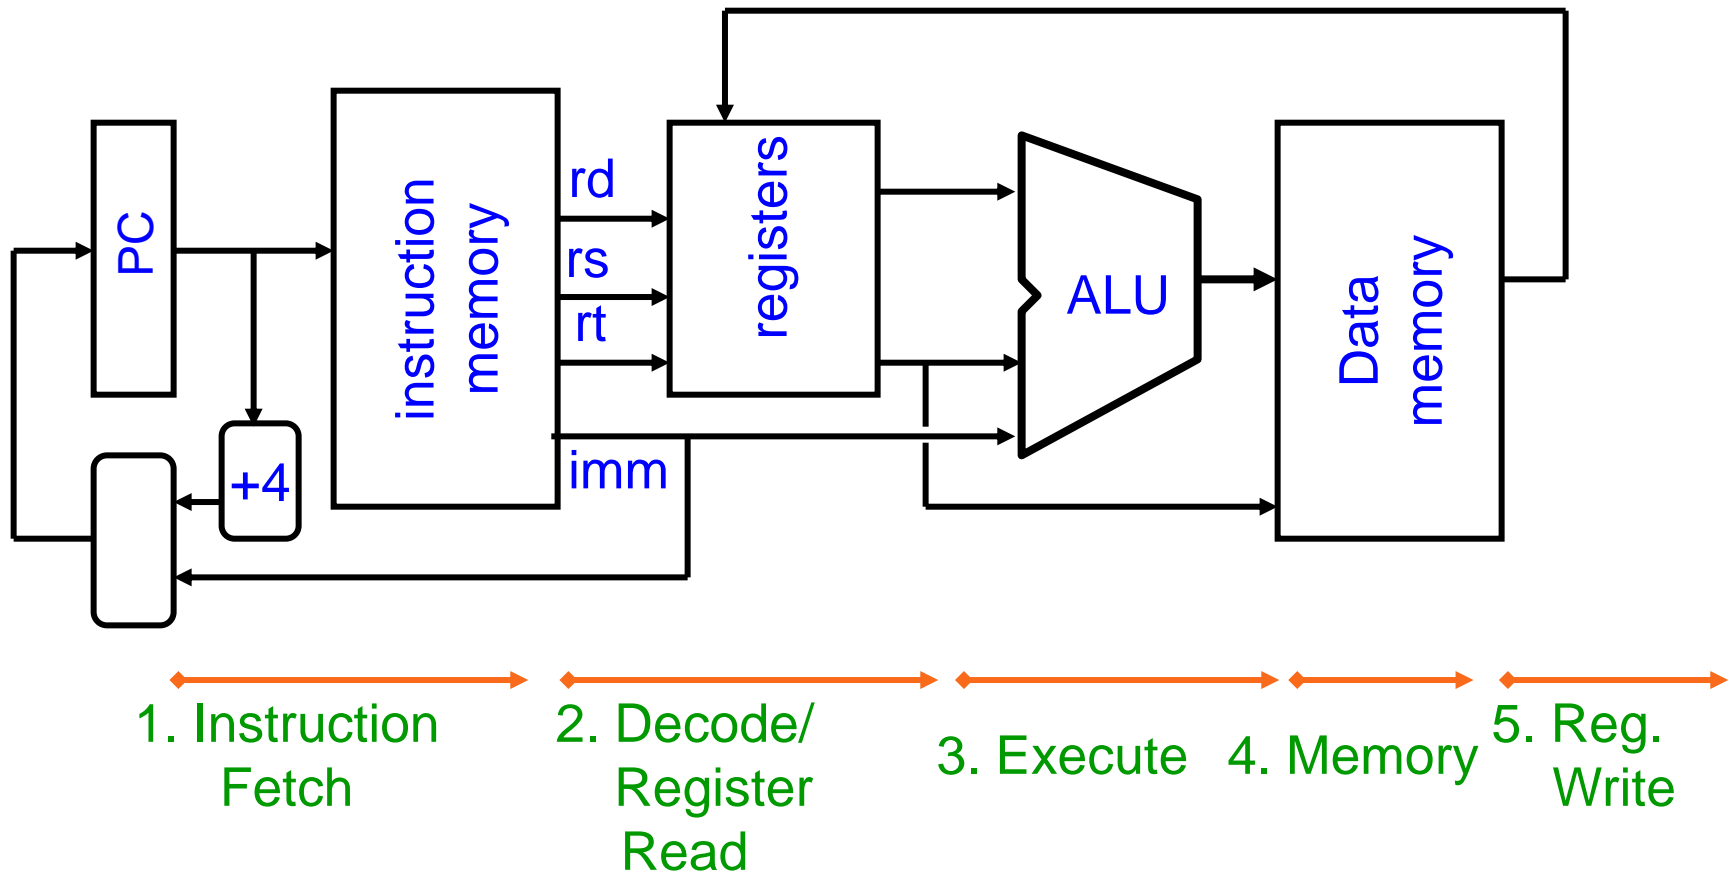 PC
+4
instruction
memory
rd
rs
rt
imm
registers
ALU
Data
memory
1. Instruction
Fetch
2. Decode/
Register
Read
3. Execute
4. Memory
5. Reg.
Write